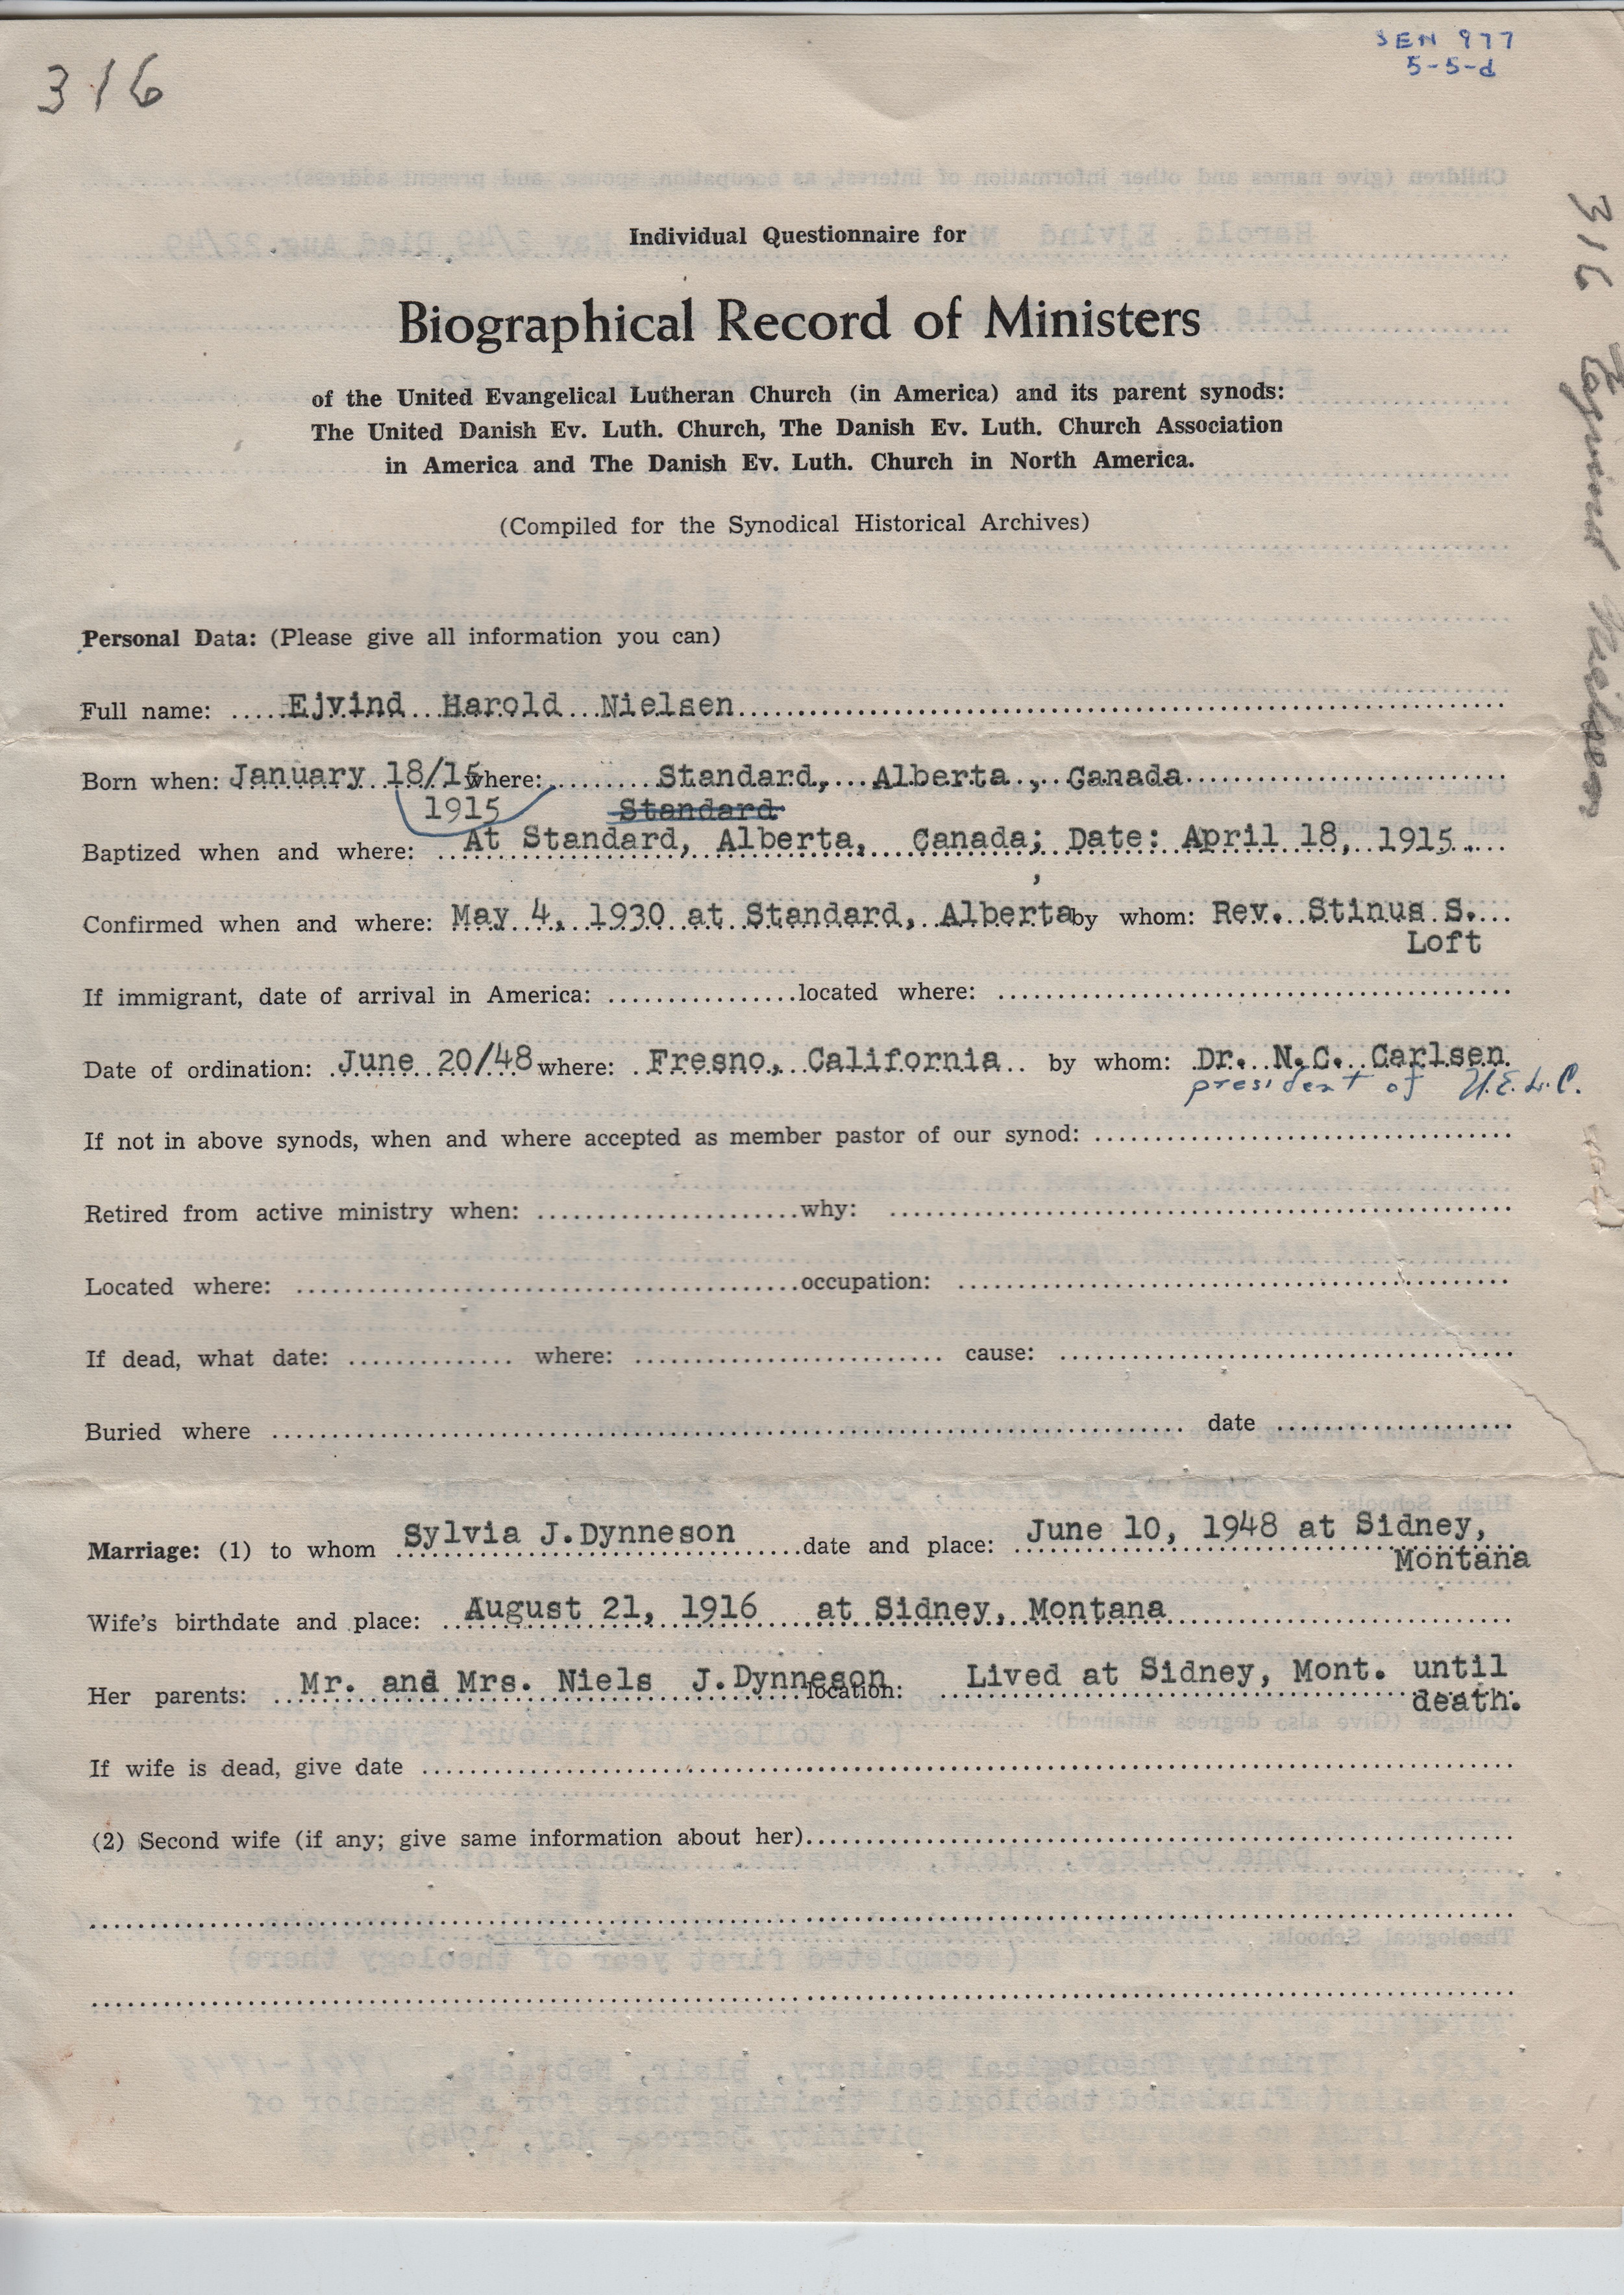 SEN 977
5-5-d
316
316 Ejvind Nielsen
Individual Questionnaire for
Biographical Record of Ministers
of the United Evangelical Lutheran Church (in America) and its parent synods:
The United Danish Ev. Luth. Church, The Danish Ev. Luth. Church Association
in America and The Danish Ev. Luth. Church in North America.
(Compiled for the Synodical Historical Archives)
Personal Data: (Please give all information you can)
Full name: Ejvind Harold Nielsen
Born when: January 18/15 where: Standard, Alberta, Canada
1915 Standard
Baptized when and where: At Standard, Alberta, Canada; Date: April 18, 1915
Confirmed when and where: May 4, 1930 at Standard, Alberta by whom: Rev. Stinus S.
Loft
If immigrant, date of arrival in America: located where:
Date of ordination: June 20/48 where: Fresno, California by whom: Dr. N.C. Carlsen
president of U.E.L.C.
If not in above synods, when and where accepted as member pastor of our synod:
Retired from active ministry when: why:
Located where: occupation:
If dead, what date: where: cause:
Buried where date
Marriage: (1) to whom Sylvia J.Dynneson date and place: June 10, 1948 at Sidney,
Montana
Wife's birthdate and place: August 21, 1916 at Sidney, Montana
Her parents: Mr. and Mrs. Niels J.Dynneson location: Lived at Sidney, Mont. until
death.
If wife is dead, give date
(2) Second wife (if any; give same information about her)